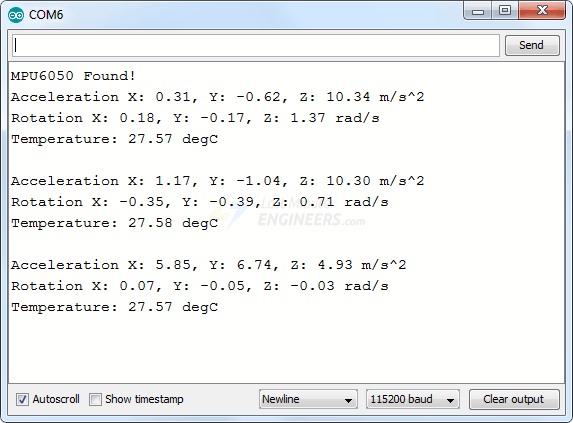 COM6
Send
MPU6050 Found!
Acceleration X: 0.31, Y: -0.62, Z: 10.34 m/s^2
Rotation X: 0.18, Y: -0.17, Z: 1.37 rad/s
Temperature: 27.57 degC
Acceleration X: 1.17, Y: -1.04, Z: 10.30 m/s^2
Rotation X: -0.35, Y: -0.39, Z: 0.71 rad/s
Temperature: 27.58 degC
ENGINEERS.com
Acceleration X: 5.85, Y: 6.74, Z: 4.93 m/s^2
Rotation X: 0.07, Y: -0.05, Z: -0.03 rad/s
Temperature: 27.57 degC
Autoscroll Show timestamp Newline 115200 baud Clear output